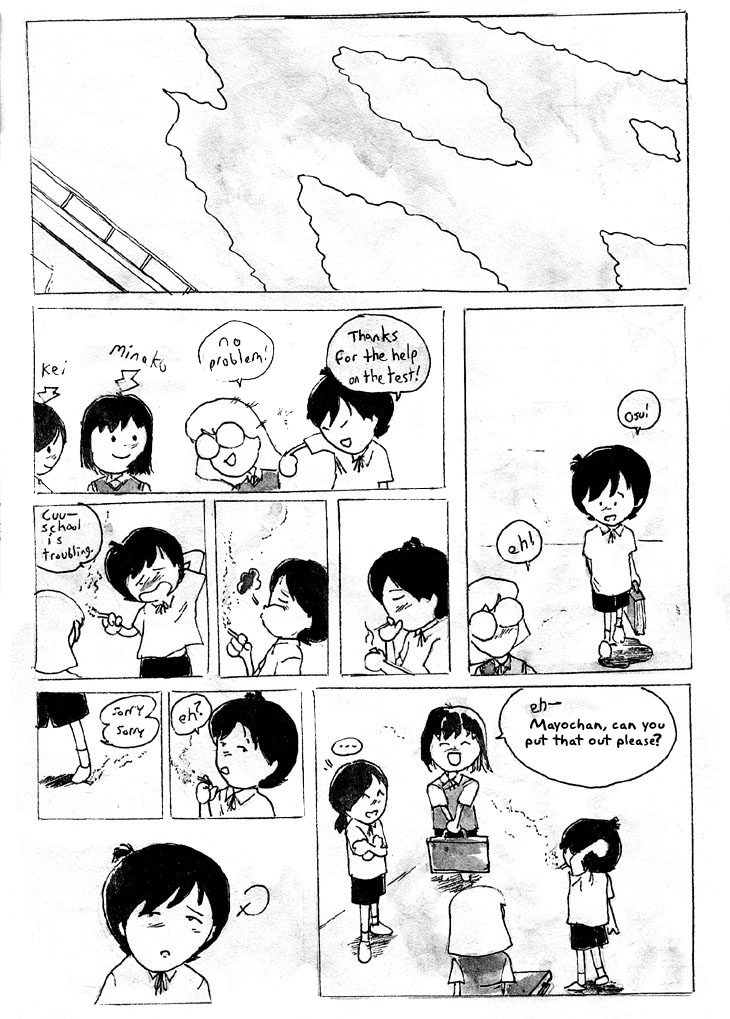 Kei
Minaku
no
problem!
Thanks
for the help
on the test!
Osu!
eh!
Cuu—
school
is
troubling.
sorry
sorry
eh?
...
eh—
Mayochan, can you
put that out please?